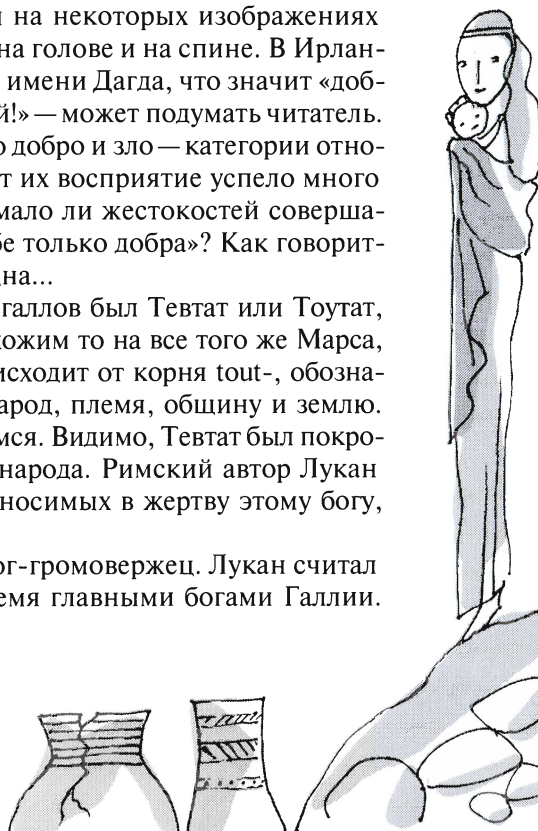 на некоторых изображениях
на голове и на спине. В Ирлан-
имени Дагда, что значит «доб-
й!» — может подумать читатель.
о добро и зло — категории отно-
т их восприятие успело много
мало ли жестокостей соверша-
бе только добра»? Как говорит-
на...
галлов был Тевтат или Тоутат,
хожим то на все того же Марса,
исходит от корня tout-, обозна-
арод, племя, общину и землю.
мся. Видимо, Тевтат был покро-
народа. Римский автор Лукан
носимых в жертву этому богу,
ог-громовержец. Лукан считал
емя главными богами Галлии.